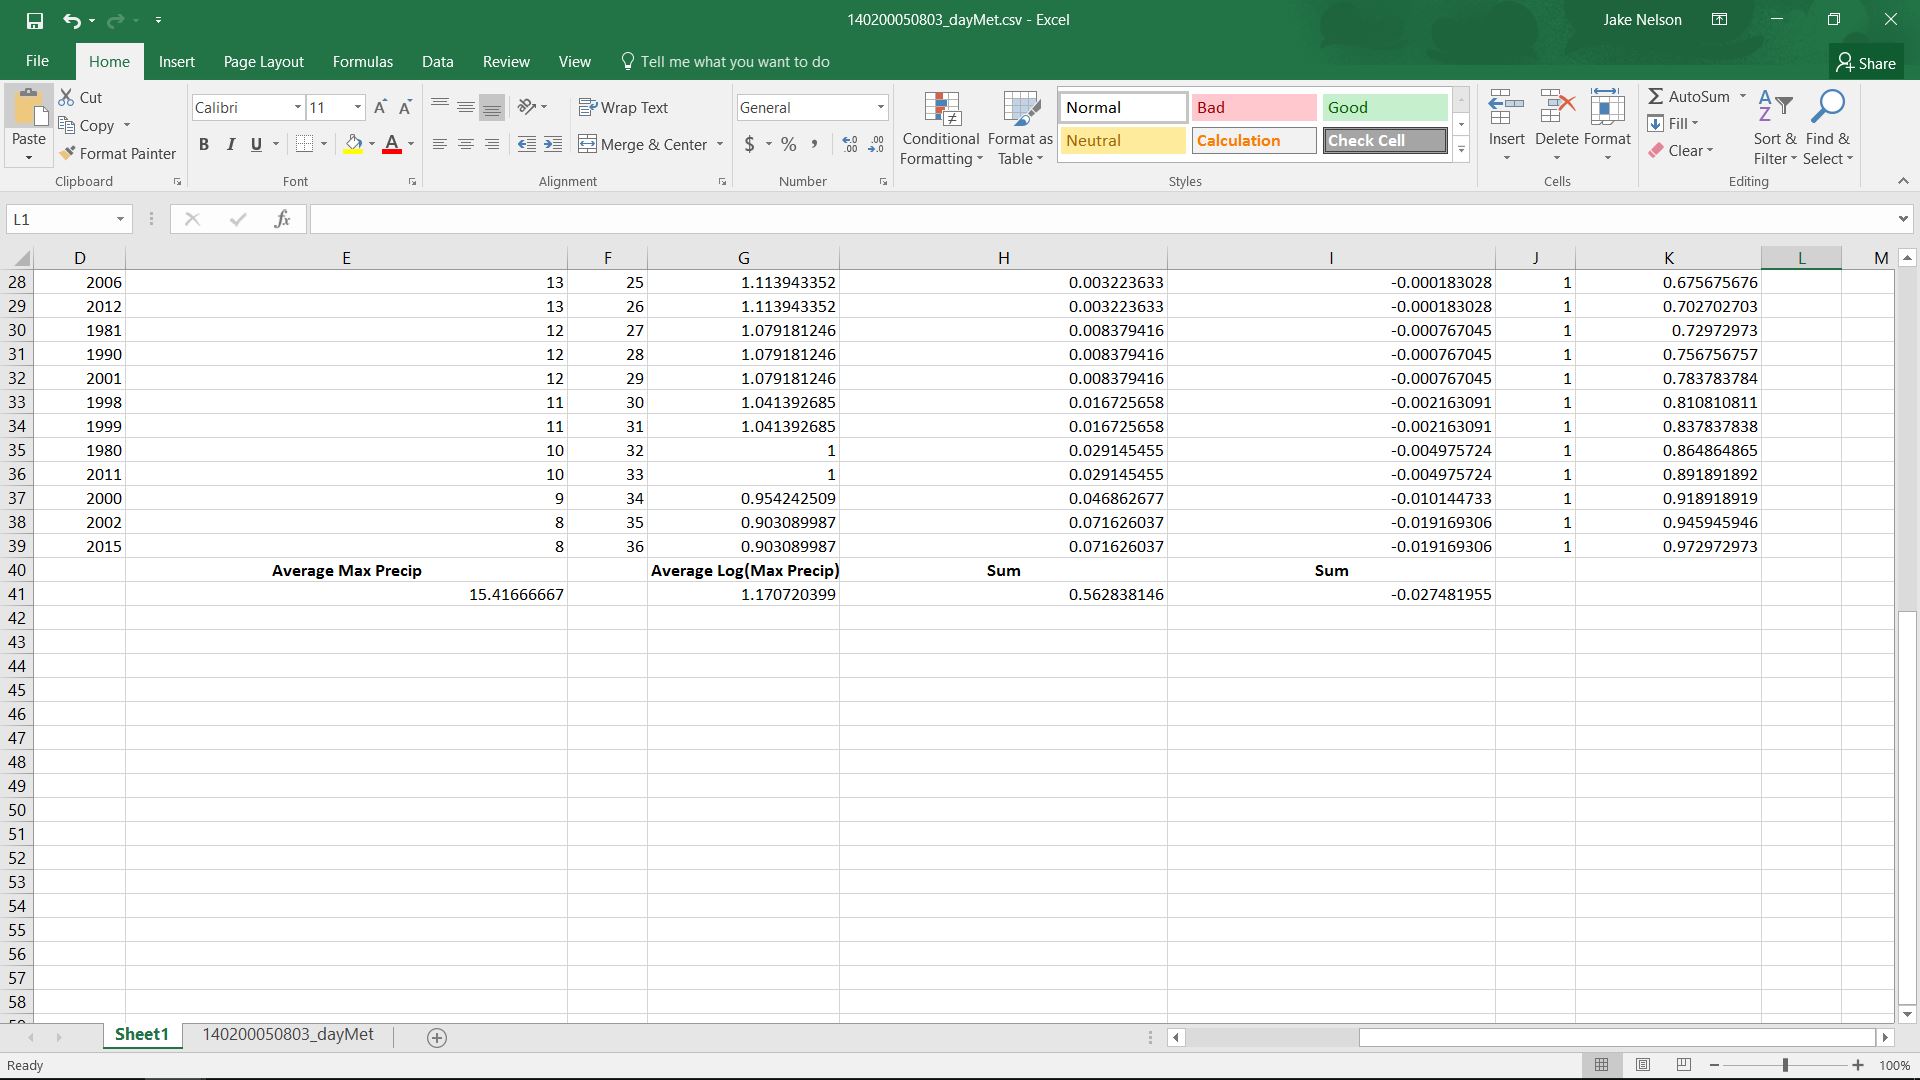 140200050803_dayMet.csv - Excel
Jake Nelson
File Home Insert Page Layout Formulas Data Review View Tell me what you want to do Share
Paste
Cut
Copy
Format Painter
Clipboard
Calibri 11
B I U A
Font
Wrap Text
Merge & Center
Alignment
General
$ % ,
Number
Conditional Formatting
Format as Table
Normal Bad Good
Neutral Calculation Check Cell
Styles
Insert Delete Format
Cells
AutoSum
Fill
Clear
Sort & Filter
Find & Select
Editing
L1 fx
D E F G H I J K L M
28 2006 13 25 1.113943352 0.003223633 -0.000183028 1 0.675675676
29 2012 13 26 1.113943352 0.003223633 -0.000183028 1 0.702702703
30 1981 12 27 1.079181246 0.008379416 -0.000767045 1 0.72972973
31 1990 12 28 1.079181246 0.008379416 -0.000767045 1 0.756756757
32 2001 12 29 1.079181246 0.008379416 -0.000767045 1 0.783783784
33 1998 11 30 1.041392685 0.016725658 -0.002163091 1 0.810810811
34 1999 11 31 1.041392685 0.016725658 -0.002163091 1 0.837837838
35 1980 10 32 1 0.029145455 -0.004975724 1 0.864864865
36 2011 10 33 1 0.029145455 -0.004975724 1 0.891891892
37 2000 9 34 0.954242509 0.046862677 -0.010144733 1 0.918918919
38 2002 8 35 0.903089987 0.071626037 -0.019169306 1 0.945945946
39 2015 8 36 0.903089987 0.071626037 -0.019169306 1 0.972972973
40 Average Max Precip Average Log(Max Precip) Sum Sum
41 15.41666667 1.170720399 0.562838146 -0.027481955
42
43
44
45
46
47
48
49
50
51
52
53
54
55
56
57
58
Sheet1 140200050803_dayMet
Ready 100%